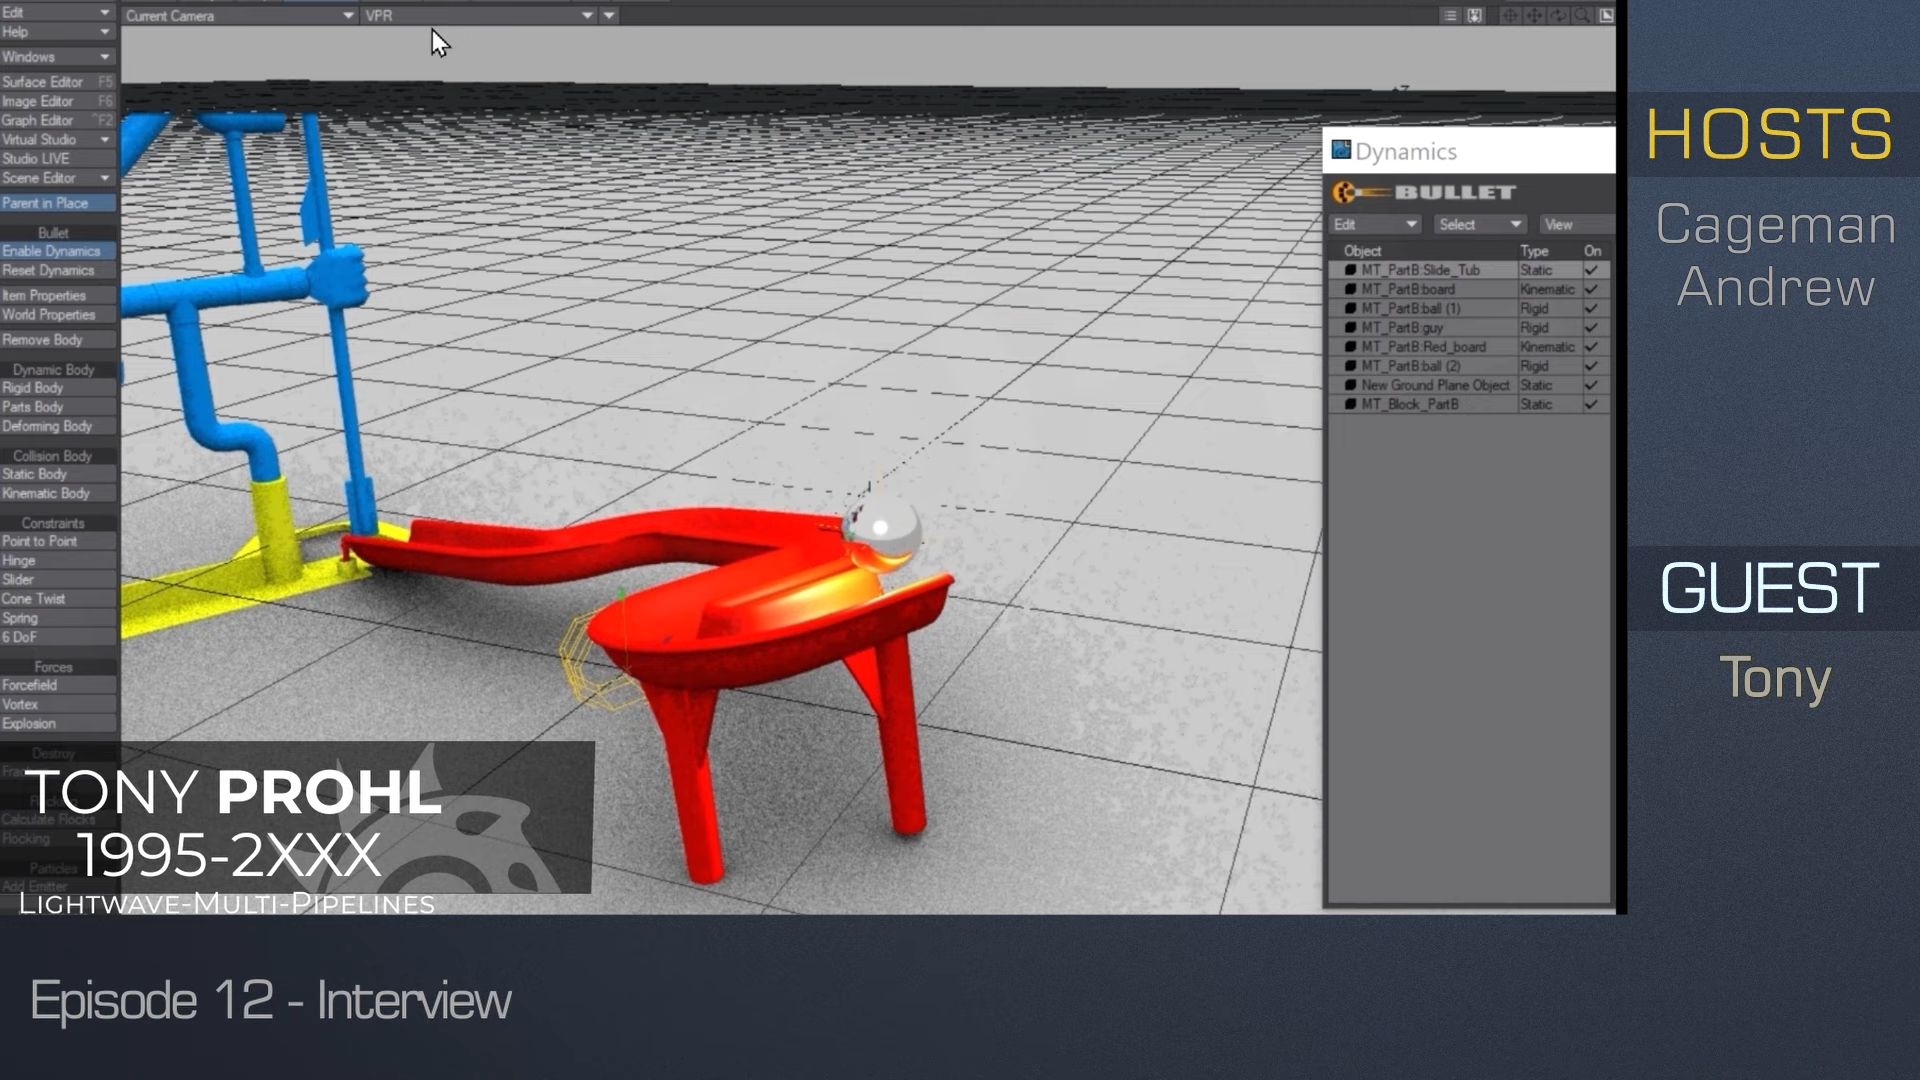 Edit
Help
Windows
Surface Editor F5
Image Editor F6
Graph Editor ^F2
Virtual Studio
Studio LIVE
Scene Editor
Parent in Place
Bullet
Enable Dynamics
Reset Dynamics
Item Properties
World Properties
Remove Body
Dynamic Body
Rigid Body
Parts Body
Deforming Body
Collision Body
Static Body
Kinematic Body
Constraints
Point to Point
Hinge
Slider
Cone Twist
Spring
6 DoF
Forces
Forcefield
Vortex
Explosion
Destroy
Calculate Flocks
Flocking
Particles
Add Emitter
Current Camera VPR
Dynamics
BULLET
Edit Select View
Object Type On
MT_PartB:Slide_Tub Static
MT_PartB:board Kinematic
MT_PartB:ball (1) Rigid
MT_PartB:guy Rigid
MT_PartB:Red_board Kinematic
MT_PartB:ball (2) Rigid
New Ground Plane Object Static
MT_Block_PartB Static
TONY PROHL
1995-2XXX
LIGHTWAVE-MULTI-PIPELINES
HOSTS
Cageman
Andrew
GUEST
Tony
Episode 12 - Interview